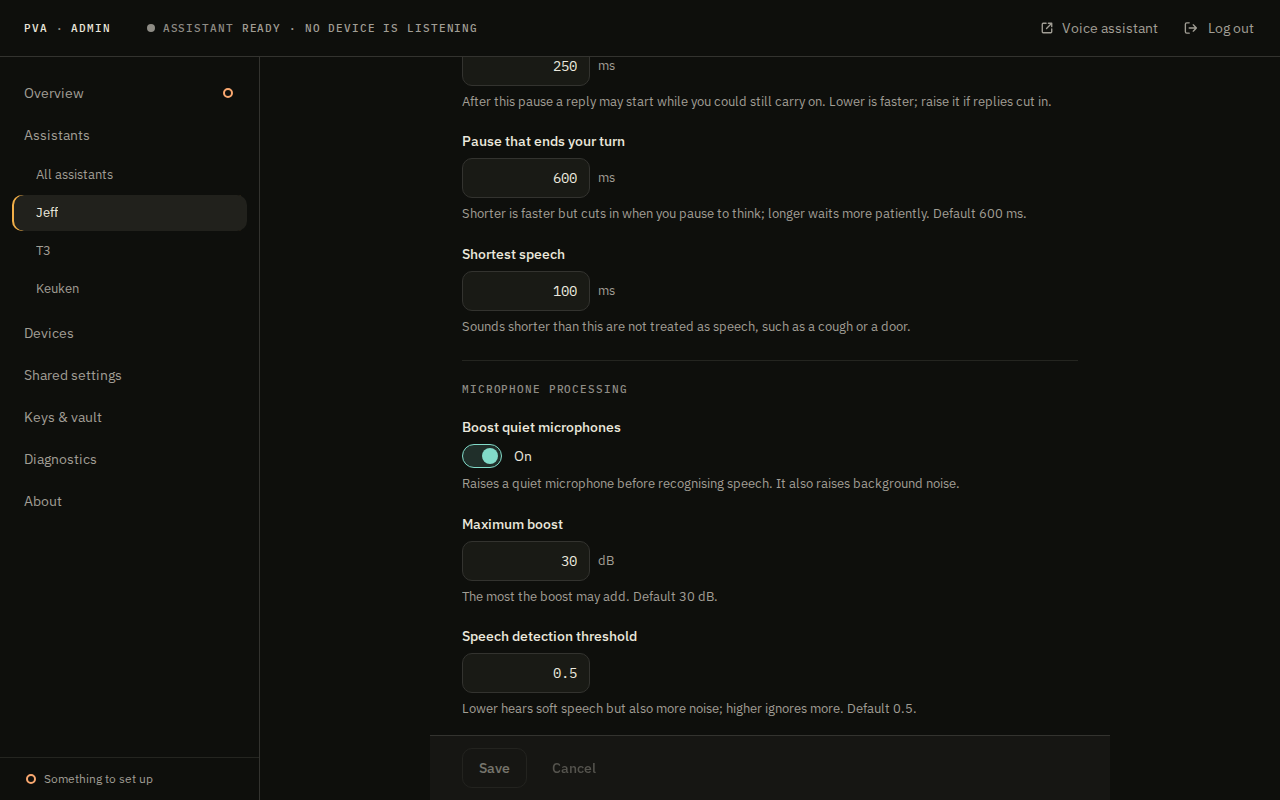 PVA · ADMIN
ASSISTANT READY · NO DEVICE IS LISTENING
Voice assistant
Log out
Overview
Assistants
All assistants
Jeff
T3
Keuken
Devices
Shared settings
Keys & vault
Diagnostics
About
Something to set up
250 ms
After this pause a reply may start while you could still carry on. Lower is faster; raise it if replies cut in.
Pause that ends your turn
600 ms
Shorter is faster but cuts in when you pause to think; longer waits more patiently. Default 600 ms.
Shortest speech
100 ms
Sounds shorter than this are not treated as speech, such as a cough or a door.
MICROPHONE PROCESSING
Boost quiet microphones
On
Raises a quiet microphone before recognising speech. It also raises background noise.
Maximum boost
30 dB
The most the boost may add. Default 30 dB.
Speech detection threshold
0.5
Lower hears soft speech but also more noise; higher ignores more. Default 0.5.
Save
Cancel